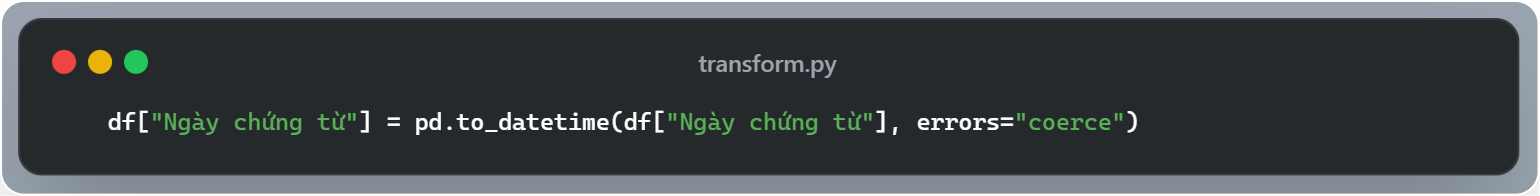 transform.py
df["Ngày chứng từ"] = pd.to_datetime(df["Ngày chứng từ"], errors="coerce")